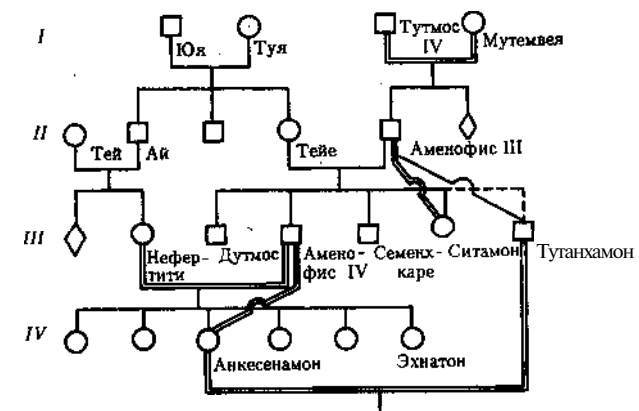 I
Юя
Туя
Тутмос
IV
Мутемвея
II
Тей
Ай
Тейе
Аменофис III
III
Нефер-
тити
Дутмос
Амено-
фис IV
Семенх-
каре
Ситамон
Тутанхамон
IV
Анкесенамон
Эхнатон